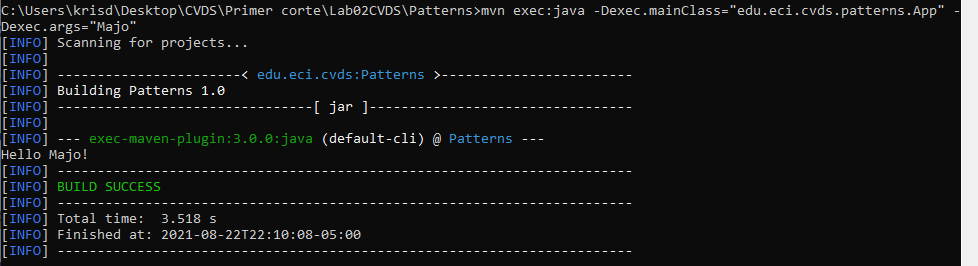 C:\Users\krisd\Desktop\CVDS\Primer corte\Lab02CVDS\Patterns>mvn exec:java -Dexec.mainClass="edu.eci.cvds.patterns.App" -
Dexec.args="Majo"
[INFO] Scanning for projects...
[INFO]
[INFO] -----------------------< edu.eci.cvds:Patterns >------------------------
[INFO] Building Patterns 1.0
[INFO] --------------------------------[ jar ]---------------------------------
[INFO]
[INFO] --- exec-maven-plugin:3.0.0:java (default-cli) @ Patterns ---
Hello Majo!
[INFO] ------------------------------------------------------------------------
[INFO] BUILD SUCCESS
[INFO] ------------------------------------------------------------------------
[INFO] Total time:  3.518 s
[INFO] Finished at: 2021-08-22T22:10:08-05:00
[INFO] ------------------------------------------------------------------------